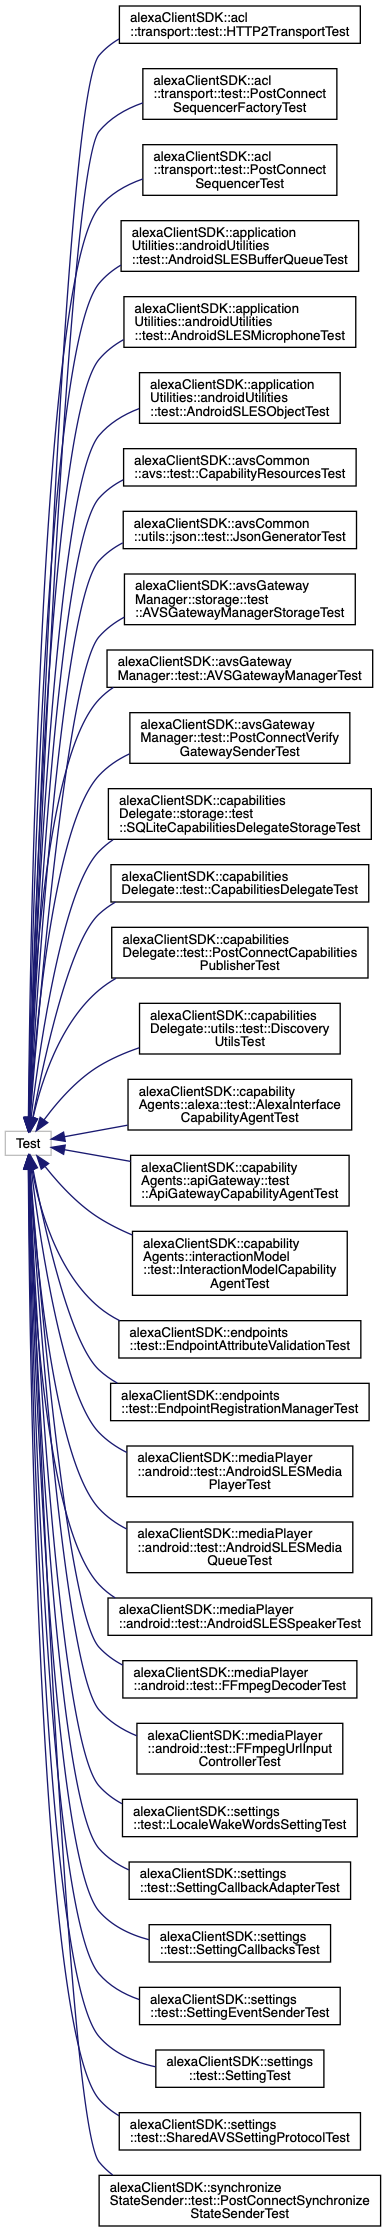 alexaClientSDK::acl
::transport::test::HTTP2TransportTest
alexaClientSDK::acl
::transport::test::PostConnect
SequencerFactoryTest
alexaClientSDK::acl
::transport::test::PostConnect
SequencerTest
alexaClientSDK::application
Utilities::androidUtilities
::test::AndroidSLESBufferQueueTest
alexaClientSDK::application
Utilities::androidUtilities
::test::AndroidSLESMicrophoneTest
alexaClientSDK::application
Utilities::androidUtilities
::test::AndroidSLESObjectTest
alexaClientSDK::avsCommon
::avs::test::CapabilityResourcesTest
alexaClientSDK::avsCommon
::utils::json::test::JsonGeneratorTest
alexaClientSDK::avsGateway
Manager::storage::test
::AVSGatewayManagerStorageTest
alexaClientSDK::avsGateway
Manager::test::AVSGatewayManagerTest
alexaClientSDK::avsGateway
Manager::test::PostConnectVerify
GatewaySenderTest
alexaClientSDK::capabilities
Delegate::storage::test
::SQLiteCapabilitiesDelegateStorageTest
alexaClientSDK::capabilities
Delegate::test::CapabilitiesDelegateTest
alexaClientSDK::capabilities
Delegate::test::PostConnectCapabilities
PublisherTest
alexaClientSDK::capabilities
Delegate::utils::test::Discovery
UtilsTest
alexaClientSDK::capability
Agents::alexa::test::AlexaInterface
CapabilityAgentTest
Test
alexaClientSDK::capability
Agents::apiGateway::test
::ApiGatewayCapabilityAgentTest
alexaClientSDK::capability
Agents::interactionModel
::test::InteractionModelCapability
AgentTest
alexaClientSDK::endpoints
::test::EndpointAttributeValidationTest
alexaClientSDK::endpoints
::test::EndpointRegistrationManagerTest
alexaClientSDK::mediaPlayer
::android::test::AndroidSLESMedia
PlayerTest
alexaClientSDK::mediaPlayer
::android::test::AndroidSLESMedia
QueueTest
alexaClientSDK::mediaPlayer
::android::test::AndroidSLESSpeakerTest
alexaClientSDK::mediaPlayer
::android::test::FFmpegDecoderTest
alexaClientSDK::mediaPlayer
::android::test::FFmpegUrlInput
ControllerTest
alexaClientSDK::settings
::test::LocaleWakeWordsSettingTest
alexaClientSDK::settings
::test::SettingCallbackAdapterTest
alexaClientSDK::settings
::test::SettingCallbacksTest
alexaClientSDK::settings
::test::SettingEventSenderTest
alexaClientSDK::settings
::test::SettingTest
alexaClientSDK::settings
::test::SharedAVSSettingProtocolTest
alexaClientSDK::synchronize
StateSender::test::PostConnectSynchronize
StateSenderTest